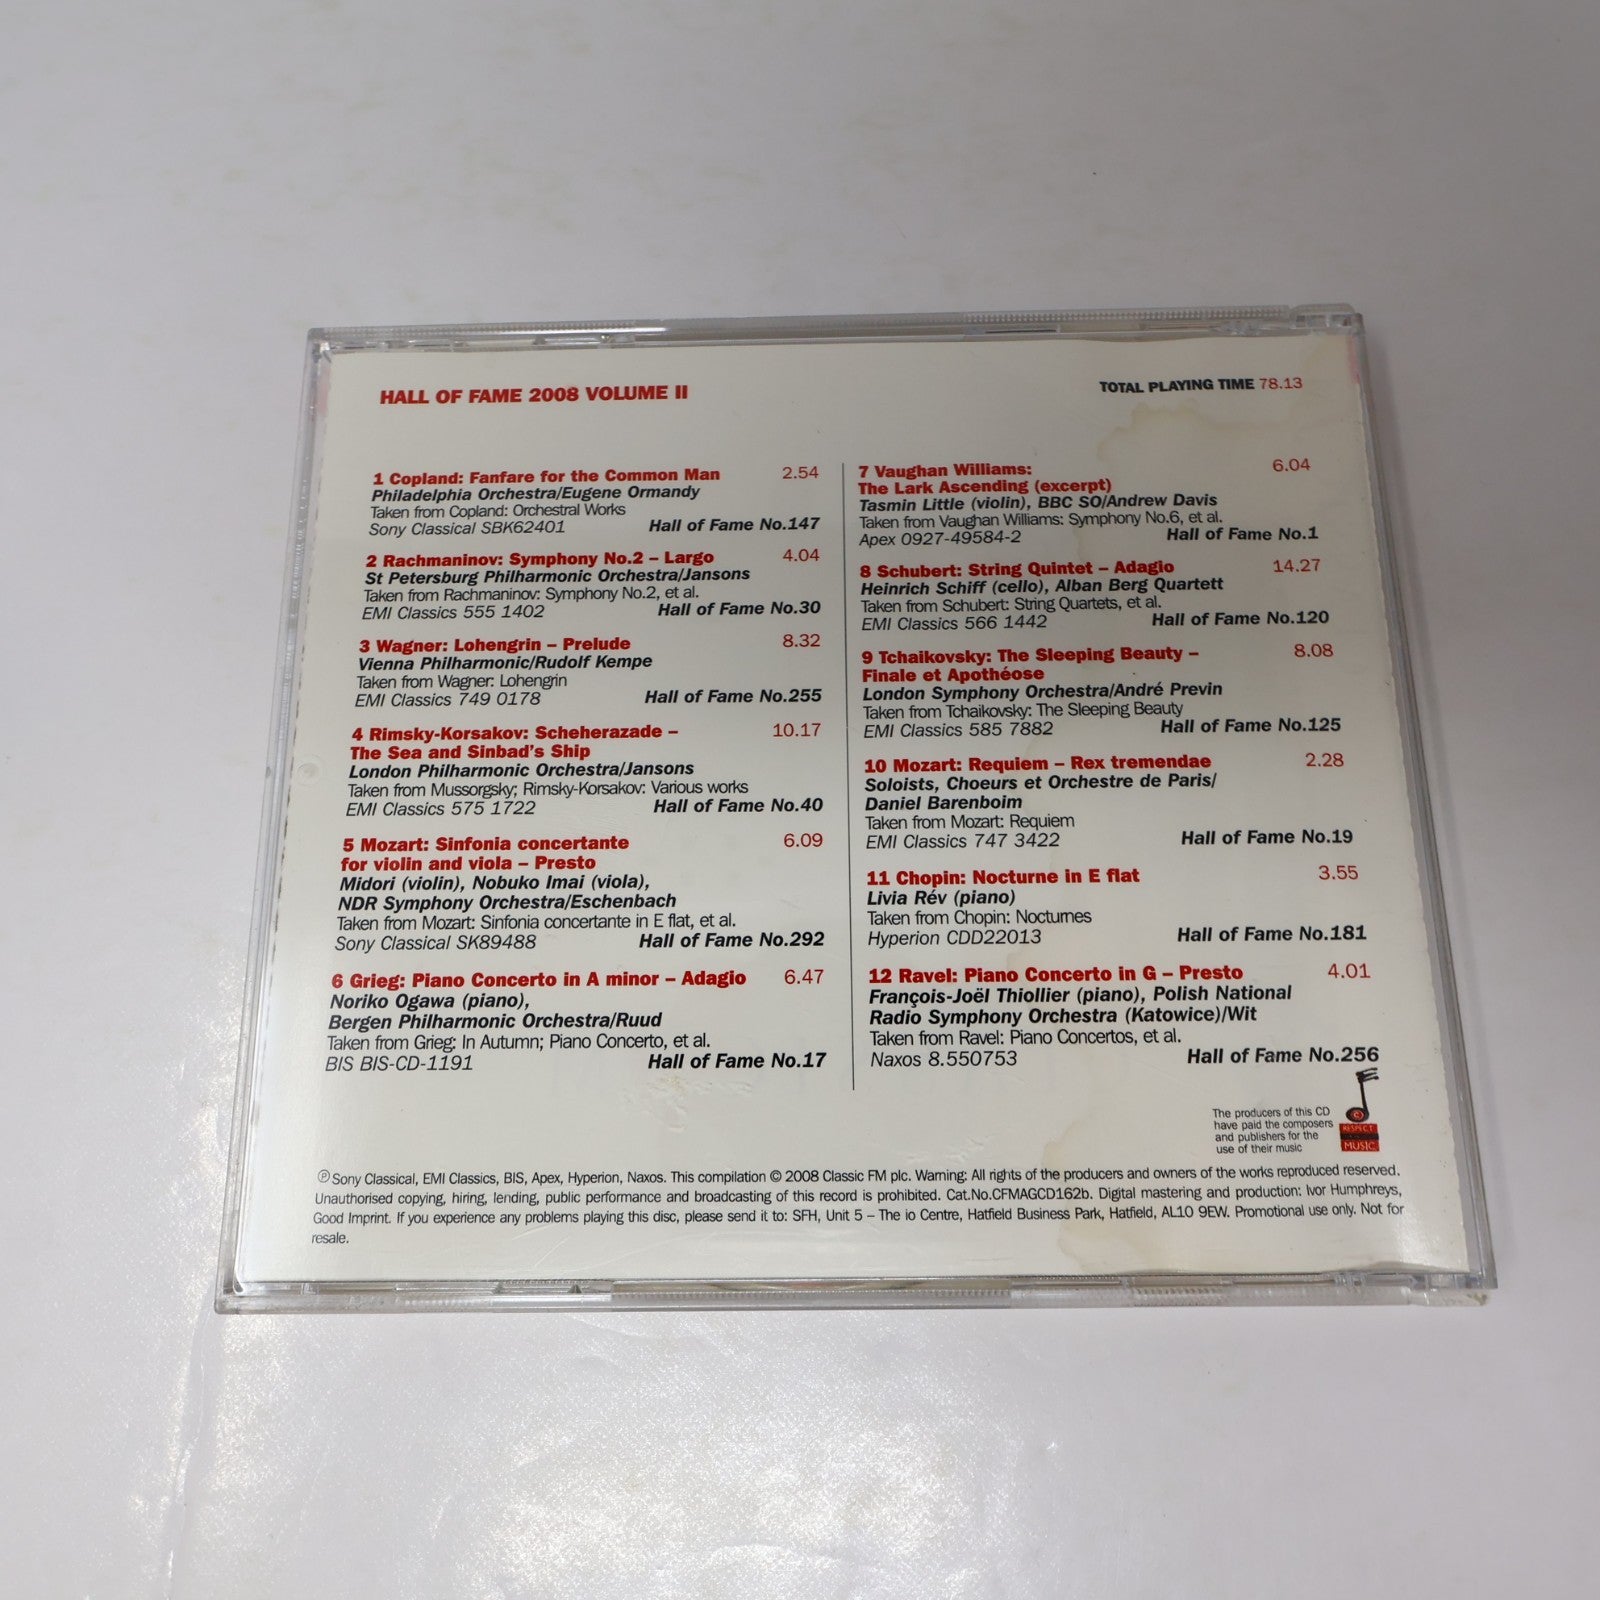 HALL OF FAME 2008 VOLUME II
TOTAL PLAYING TIME 78.13
1 Copland: Fanfare for the Common Man 2.54
Philadelphia Orchestra/Eugene Ormandy
Taken from Copland: Orchestral Works
Sony Classical SBK62401 Hall of Fame No.147
2 Rachmaninov: Symphony No.2 – Largo 4.04
St Petersburg Philharmonic Orchestra/Jansons
Taken from Rachmaninov: Symphony No.2, et al.
EMI Classics 555 1402 Hall of Fame No.30
3 Wagner: Lohengrin – Prelude 8.32
Vienna Philharmonic/Rudolf Kempe
Taken from Wagner: Lohengrin
EMI Classics 749 0178 Hall of Fame No.255
4 Rimsky-Korsakov: Scheherazade – 10.17
The Sea and Sinbad's Ship
London Philharmonic Orchestra/Jansons
Taken from Mussorgsky; Rimsky-Korsakov: Various works
EMI Classics 575 1722 Hall of Fame No.40
5 Mozart: Sinfonia concertante 6.09
for violin and viola – Presto
Midori (violin), Nobuko Imai (viola),
NDR Symphony Orchestra/Eschenbach
Taken from Mozart: Sinfonia concertante in E flat, et al.
Sony Classical SK89488 Hall of Fame No.292
6 Grieg: Piano Concerto in A minor – Adagio 6.47
Noriko Ogawa (piano),
Bergen Philharmonic Orchestra/Ruud
Taken from Grieg: In Autumn; Piano Concerto, et al.
BIS BIS-CD-1191 Hall of Fame No.17
7 Vaughan Williams: 6.04
The Lark Ascending (excerpt)
Tasmin Little (violin), BBC SO/Andrew Davis
Taken from Vaughan Williams: Symphony No.6, et al.
Apex 0927-49584-2 Hall of Fame No.1
8 Schubert: String Quintet – Adagio 14.27
Heinrich Schiff (cello), Alban Berg Quartett
Taken from Schubert: String Quartets, et al.
EMI Classics 566 1442 Hall of Fame No.120
9 Tchaikovsky: The Sleeping Beauty – 8.08
Finale et Apothéose
London Symphony Orchestra/André Previn
Taken from Tchaikovsky: The Sleeping Beauty
EMI Classics 585 7882 Hall of Fame No.125
10 Mozart: Requiem – Rex tremendae 2.28
Soloists, Choeurs et Orchestre de Paris/
Daniel Barenboim
Taken from Mozart: Requiem
EMI Classics 747 3422 Hall of Fame No.19
11 Chopin: Nocturne in E flat 3.55
Livia Rév (piano)
Taken from Chopin: Nocturnes
Hyperion CDD22013 Hall of Fame No.181
12 Ravel: Piano Concerto in G – Presto 4.01
François-Joël Thiollier (piano), Polish National
Radio Symphony Orchestra (Katowice)/Wit
Taken from Ravel: Piano Concertos, et al.
Naxos 8.550753 Hall of Fame No.256
The producers of this CD
have paid the composers
and publishers for the
use of their music
RESPECT
MUSIC
℗ Sony Classical, EMI Classics, BIS, Apex, Hyperion, Naxos. This compilation © 2008 Classic FM plc. Warning: All rights of the producers and owners of the works reproduced reserved.
Unauthorised copying, hiring, lending, public performance and broadcasting of this record is prohibited. Cat.No.CFMAGCD162b. Digital mastering and production: Ivor Humphreys,
Good Imprint. If you experience any problems playing this disc, please send it to: SFH, Unit 5 – The io Centre, Hatfield Business Park, Hatfield, AL10 9EW. Promotional use only. Not for
resale.